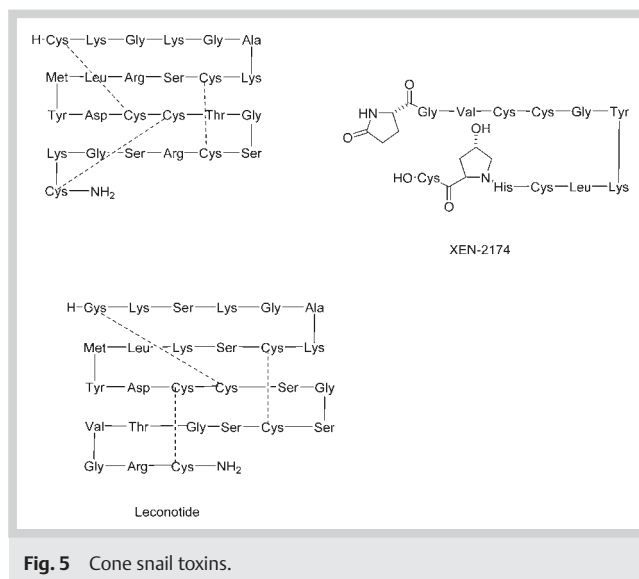 H-Cys—Lys—Gly—Lys—Gly—Ala
Met—Leu—Arg—Ser—Cys—Lys
Tyr—Asp—Cys—Cys—Thr—Gly
Lys—Gly—Ser—Arg—Cys—Ser
Cys—NH2
O
HN
O
Gly—Val—Cys—Cys—Gly—Tyr
OH
HO-Cys
N
O
His—Cys—Leu—Lys
XEN-2174
H-Cys—Lys—Ser—Lys—Gly—Ala
Met—Leu—Lys—Ser—Cys—Lys
Tyr—Asp—Cys—Cys—Ser—Gly
Val—Thr—Gly—Ser—Cys—Ser
Gly—Arg—Cys—NH2
Leconotide
Fig. 5 Cone snail toxins.